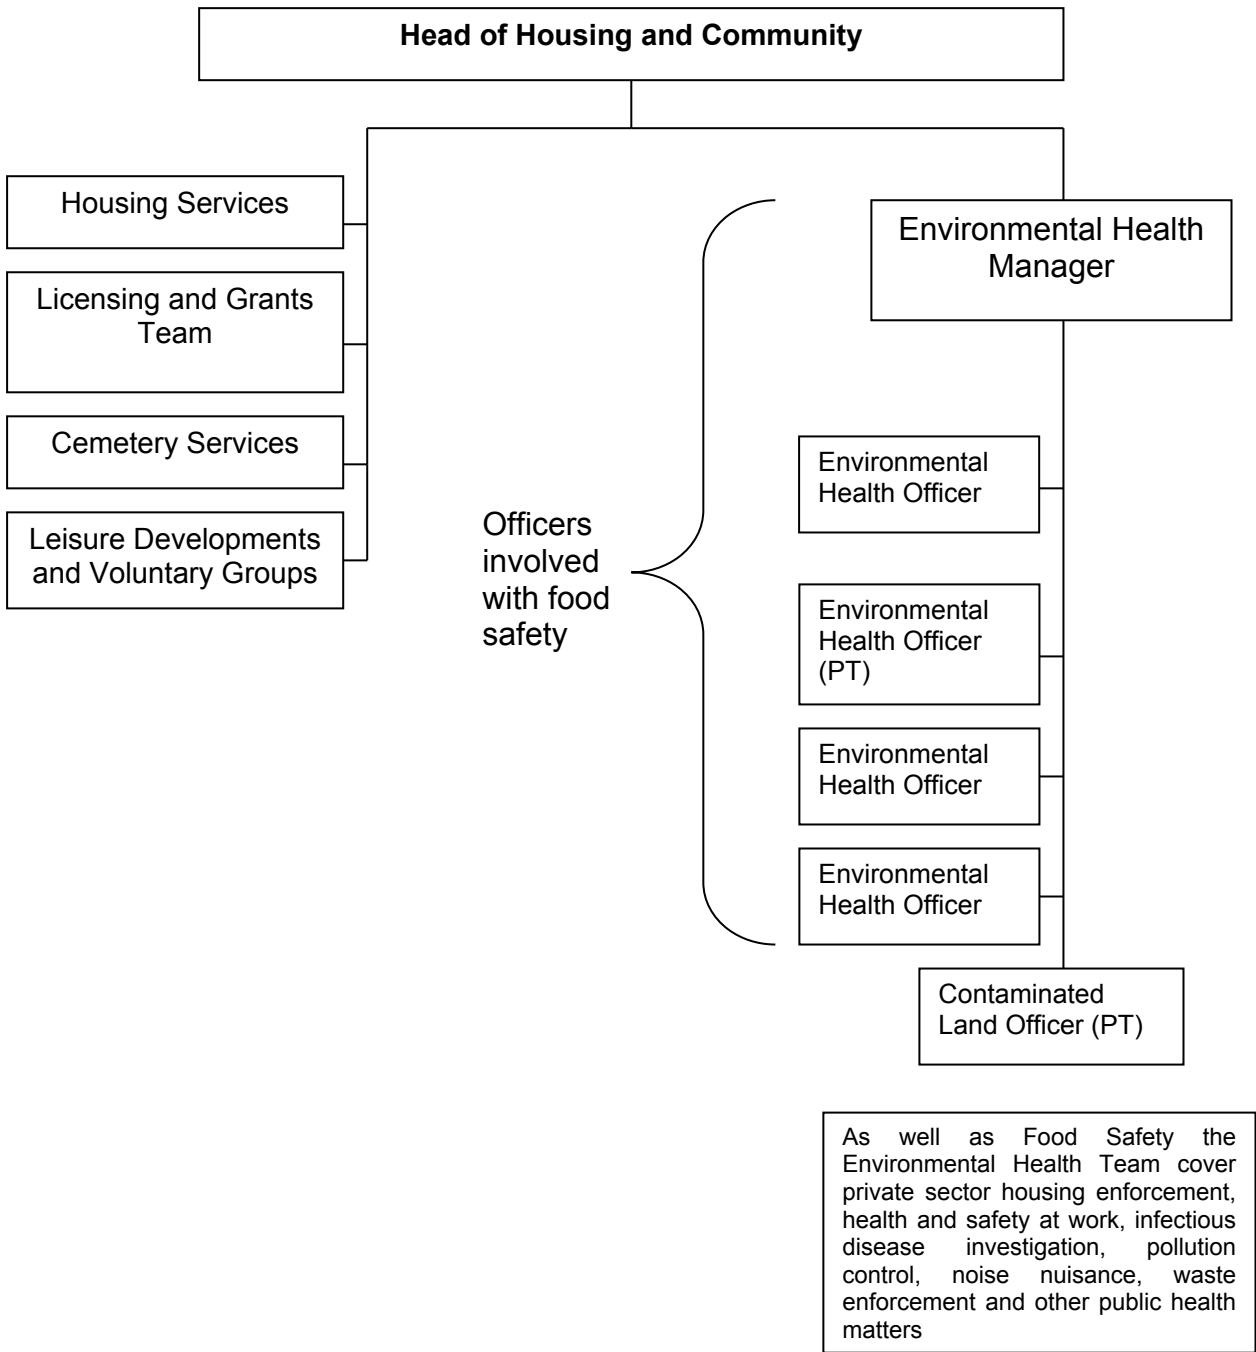 Head of Housing and Community
Housing Services
Licensing and Grants
Team
Cemetery Services
Leisure Developments
and Voluntary Groups
Officers
involved
with food
safety
Environmental Health
Manager
Environmental
Health Officer
Environmental
Health Officer
(PT)
Environmental
Health Officer
Environmental
Health Officer
Contaminated
Land Officer (PT)
As well as Food Safety the
Environmental Health Team cover
private sector housing enforcement,
health and safety at work, infectious
disease investigation, pollution
control, noise nuisance, waste
enforcement and other public health
matters